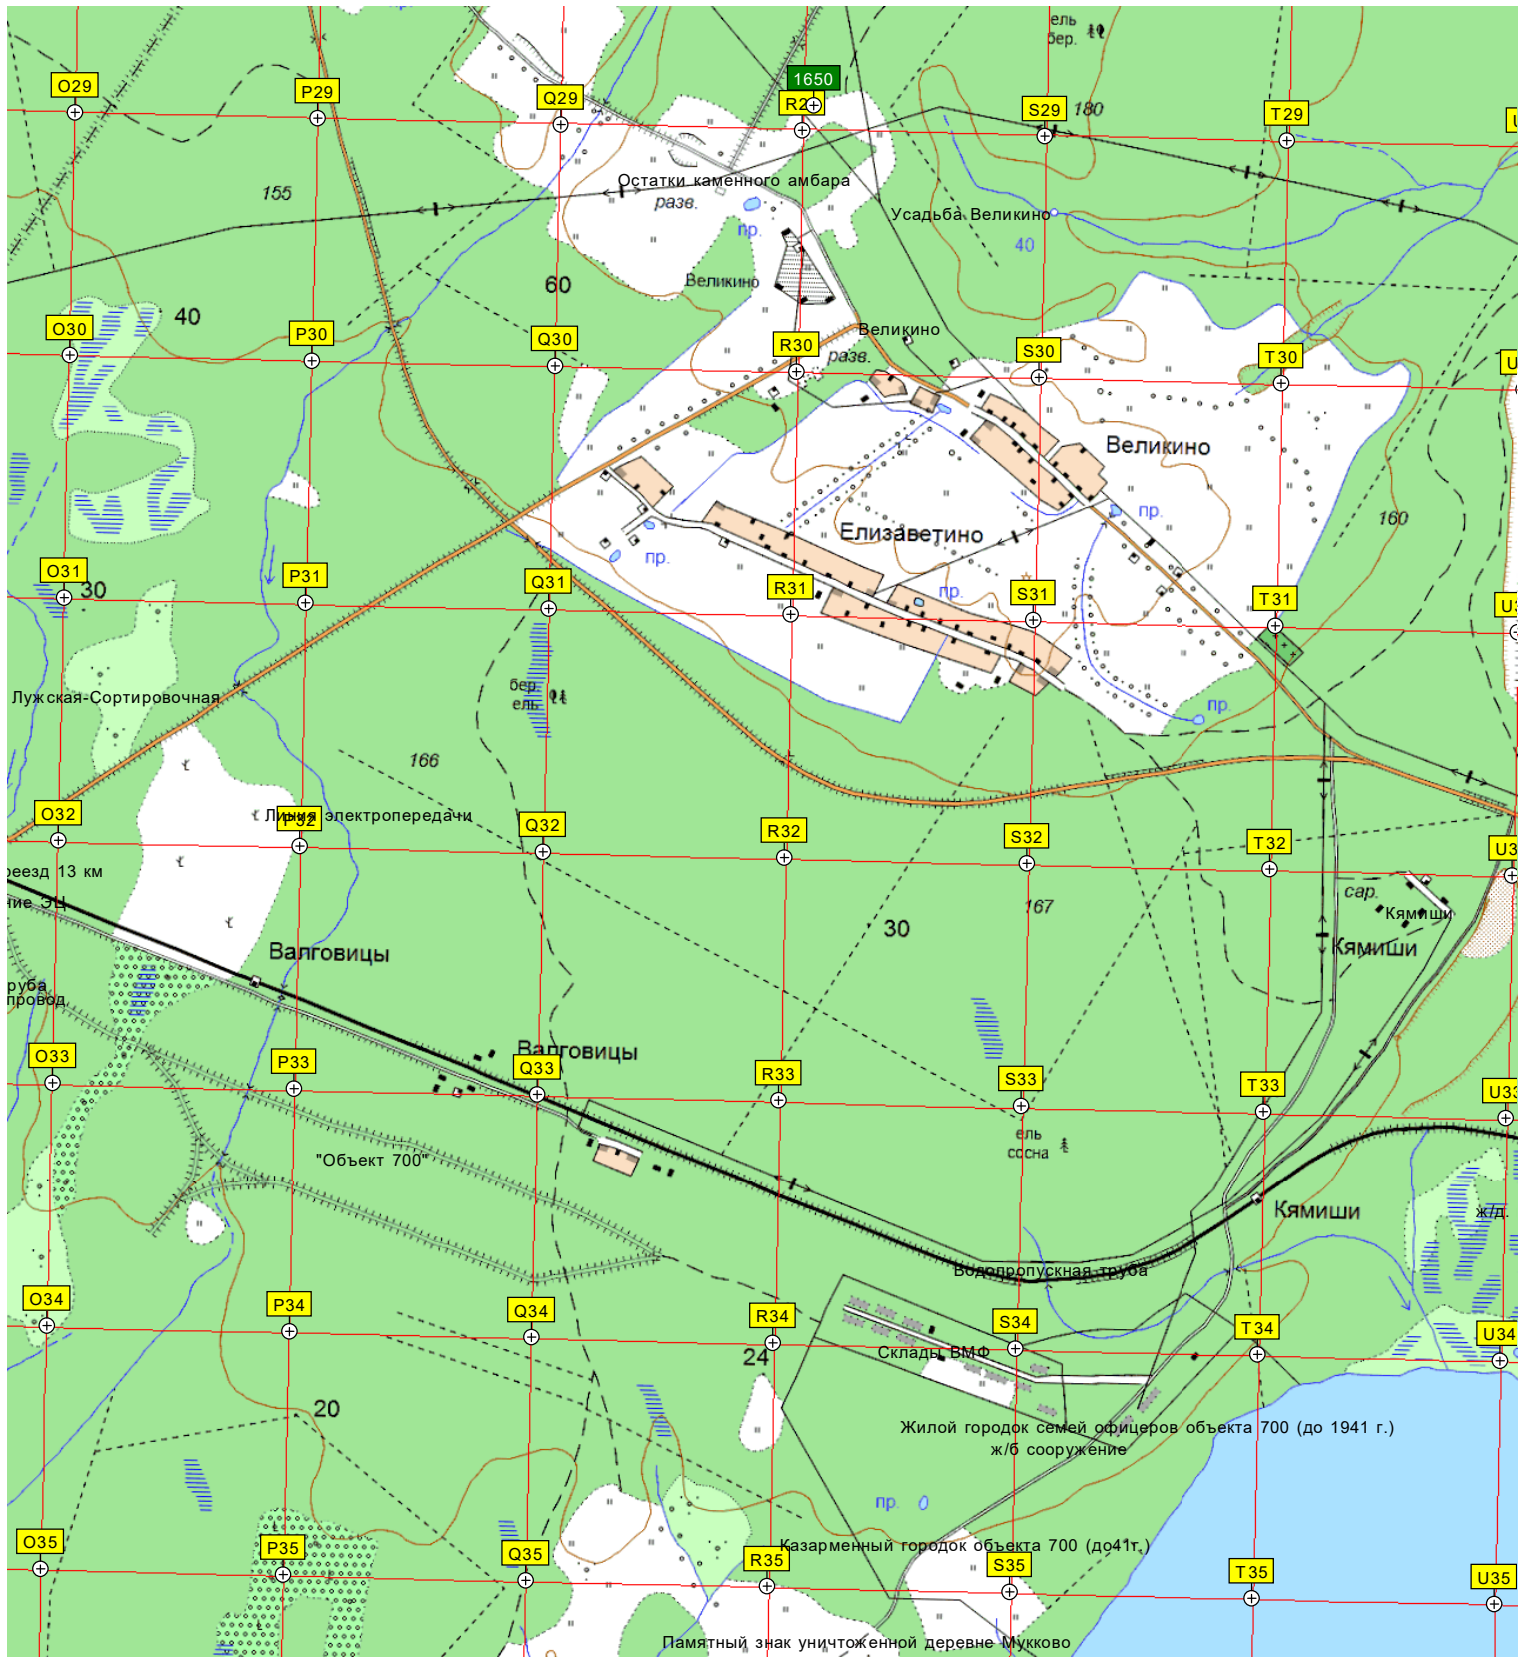 ель
бер.
пр.
1650
O29
P29
Q29
S29
180
T29
155
Остатки каменного амбара
разв.
пр.
Усадьба Великино
40
60
Великино
40
O30
P30
Q30
R30
Великино
разв.
S30
T30
Великино
160
пр.
Елизаветино
пр.
O31
30
P31
Q31
R31
пр.
S31
T31
бер.
ель
Лужская-Сортировочная
пр.
166
O32
Линия электропередачи
P32
Q32
R32
S32
T32
реезд 13 км
ние ЭЦ
167
сар.
Кямиши
30
Кямиши
Валговицы
руба
провод
Валговицы
O33
P33
Q33
R33
S33
T33
U33
ель
сосна
"Объект 700"
Кямиши
ж/д.
Водопропускная труба
O34
P34
Q34
R34
S34
T34
U34
24
Склады ВМФ
20
Жилой городок семей офицеров объекта 700 (до 1941 г.)
ж/б сооружение
пр.
O35
P35
Q35
R35
Казарменный городок объекта 700 (до41г.)
S35
T35
U35
Памятный знак уничтоженной деревне Мукково